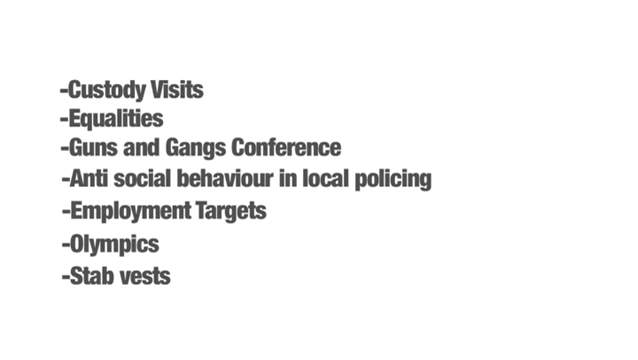 -Custody Visits
-Equalities
-Guns and Gangs Conference
-Anti social behaviour in local policing
-Employment Targets
-Olympics
-Stab vests